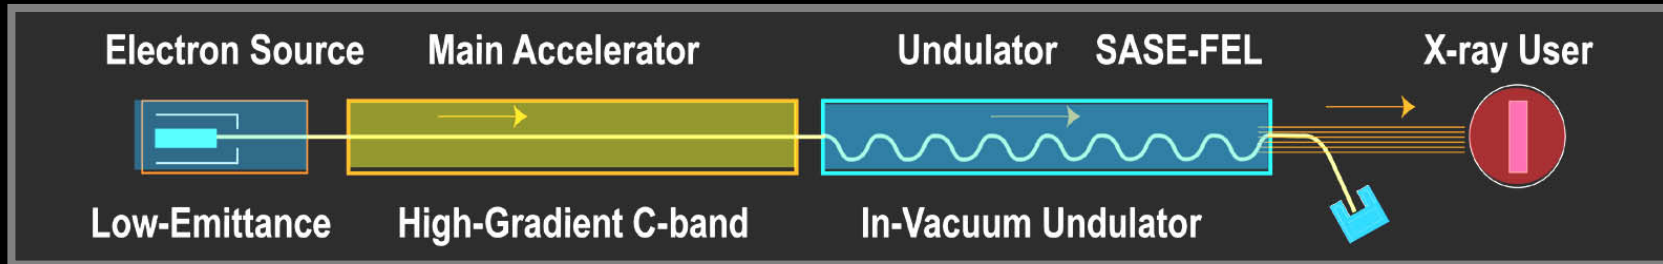 Electron Source Main Accelerator Undulator SASE-FEL X-ray User
Low-Emittance High-Gradient C-band In-Vacuum Undulator